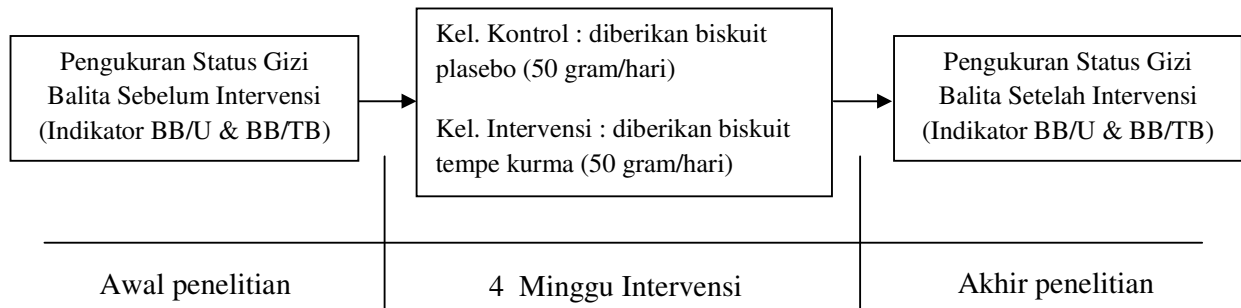 Pengukuran Status Gizi
Balita Sebelum Intervensi
(Indikator BB/U & BB/TB)
Kel. Kontrol : diberikan biskuit
plasebo (50 gram/hari)
Kel. Intervensi : diberikan biskuit
tempe kurma (50 gram/hari)
Pengukuran Status Gizi
Balita Setelah Intervensi
(Indikator BB/U & BB/TB)
Awal penelitian
4 Minggu Intervensi
Akhir penelitian